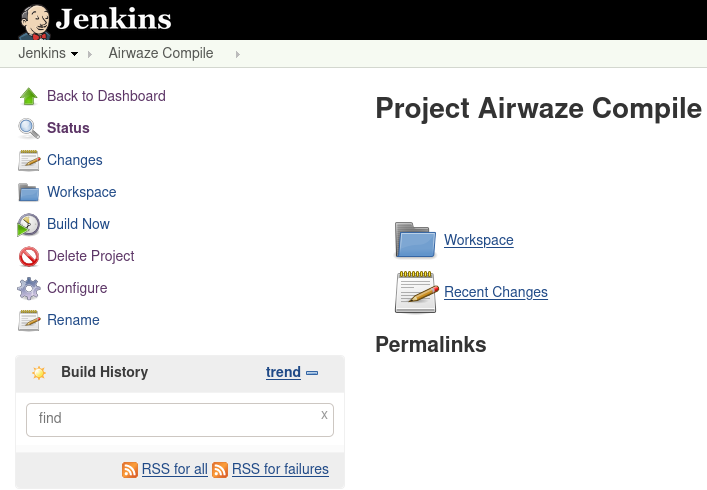 Jenkins
Jenkins Airwaze Compile
Back to Dashboard
Status
Changes
Workspace
Build Now
Delete Project
Configure
Rename
Build History trend
find x
RSS for all RSS for failures
Project Airwaze Compile
Workspace
Recent Changes
Permalinks